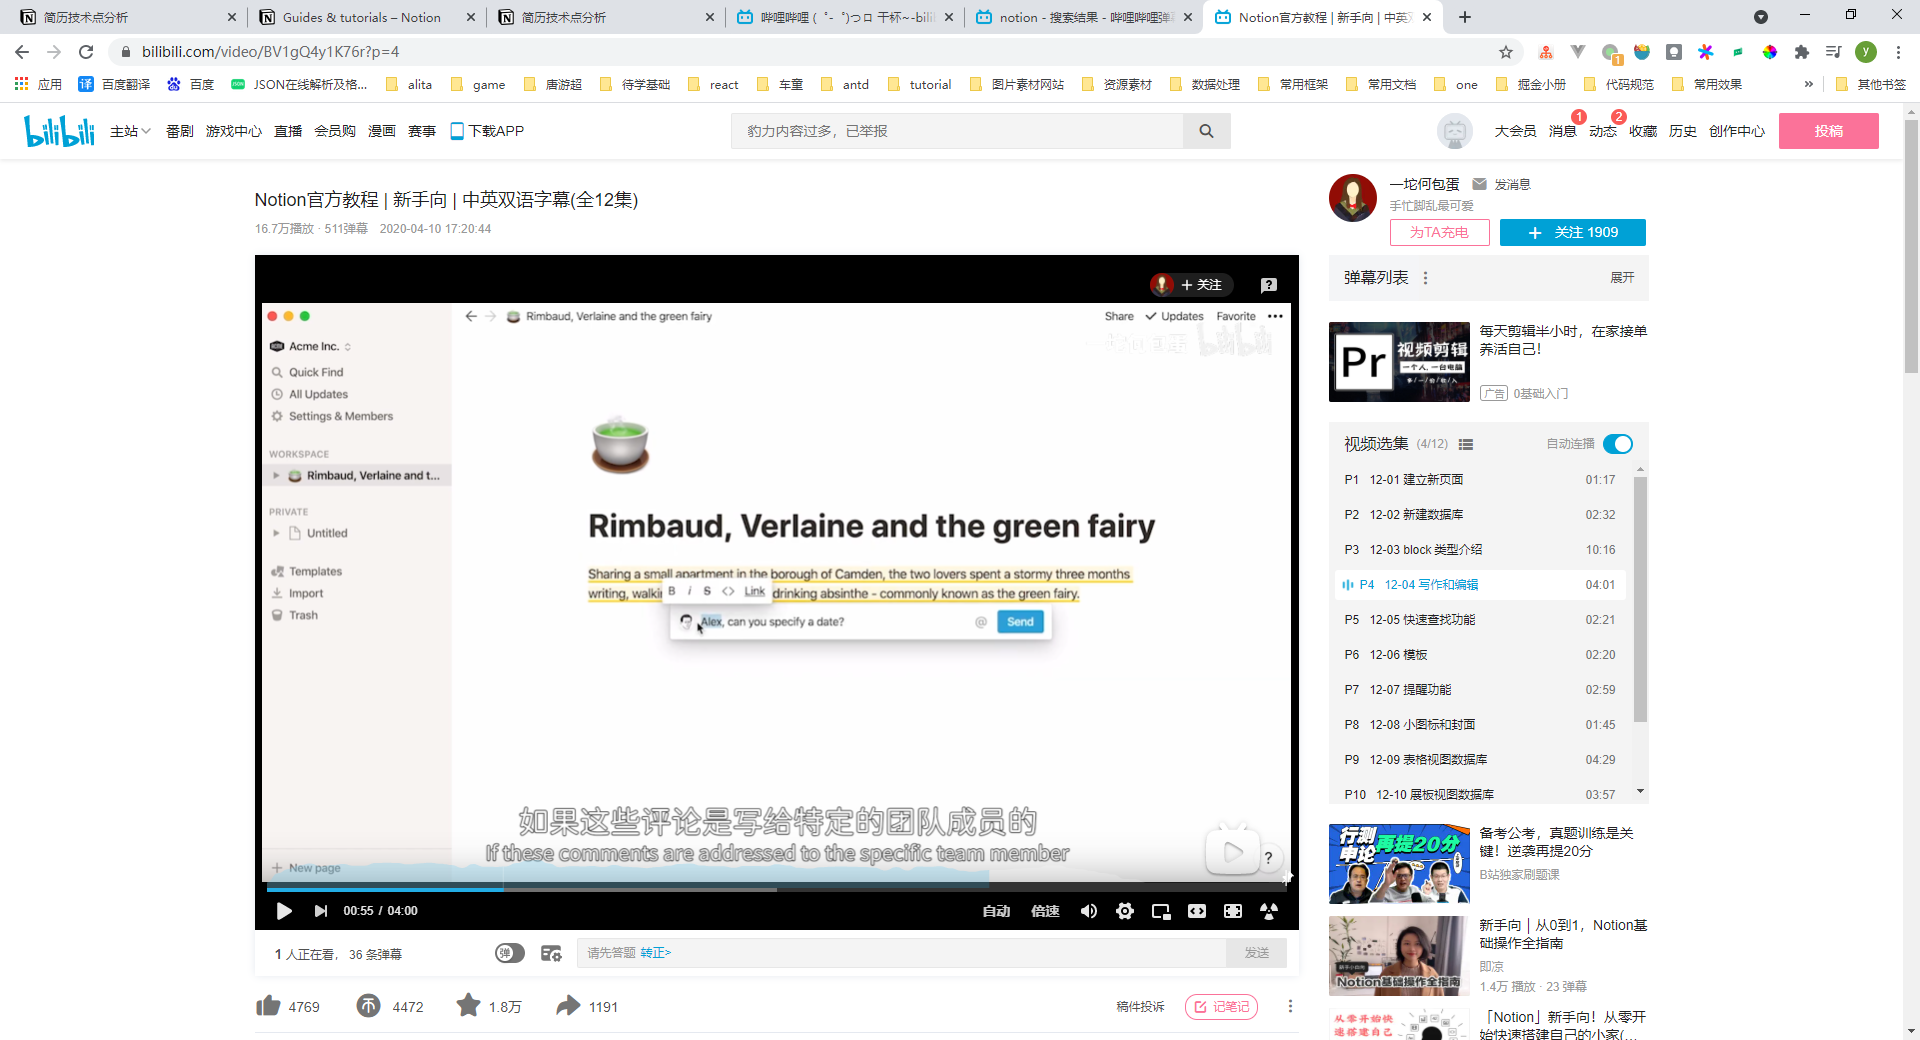 简历技术点分析
Guides & tutorials – Notion
简历技术点分析
哔哩哔哩 (゜-゜)つロ 干杯~-bili
notion - 搜索结果 - 哔哩哔哩弹
Notion官方教程 | 新手向 | 中英
bilibili.com/video/BV1gQ4y1K76r?p=4
1
y
应用
译
百度翻译
百度
JSON在线解析及格...
alita
game
唐游超
待学基础
react
车童
antd
tutorial
图片素材网站
资源素材
数据处理
常用框架
常用文档
one
掘金小册
代码规范
常用效果
»
其他书签
bilibili
主站
番剧
游戏中心
直播
会员购
漫画
赛事
下载APP
豹力内容过多，已举报
大会员
消息
1
动态
2
收藏
历史
创作中心
投稿
Notion官方教程 | 新手向 | 中英双语字幕(全12集)
16.7万播放 · 511弹幕 2020-04-10 17:20:44
+ 关注
Rimbaud, Verlaine and the green fairy
Share
Updates
Favorite
•••
bilibili
Acme Inc.
Quick Find
All Updates
Settings & Members
WORKSPACE
Rimbaud, Verlaine and t...
PRIVATE
Untitled
Templates
Import
Trash
New page
Rimbaud, Verlaine and the green fairy
Sharing a small apartment in the borough of Camden, the two lovers spent a stormy three months
writing, walki
drinking absinthe - commonly known as the green fairy.
B i S <> Link
Alex, can you specify a date?
@
Send
如果这些评论是写给特定的团队成员的
If these comments are addressed to the specific team member
?
00:55 / 04:00
自动
倍速
1 人正在看， 36 条弹幕
弹
请先答题 转正>
发送
4769
4472
1.8万
1191
稿件投诉
记笔记
一坨何包蛋
发消息
手忙脚乱最可爱
为TA充电
+ 关注 1909
弹幕列表
展开
Pr
视频剪辑
一个人, 一台电脑
每天剪辑半小时，在家接单
养活自己！
广告
0基础入门
视频选集 (4/12)
自动连播
P1 12-01 建立新页面 01:17
P2 12-02 新建数据库 02:32
P3 12-03 block 类型介绍 10:16
P4 12-04 写作和编辑 04:01
P5 12-05 快速查找功能 02:21
P6 12-06 模板 02:20
P7 12-07 提醒功能 02:59
P8 12-08 小图标和封面 01:45
P9 12-09 表格视图数据库 04:29
P10 12-10 展板视图数据库 03:57
行测
申论
再提20分
备考公考，真题训练是关
键！逆袭再提20分
B站独家刷题课
新手小白向
Notion基础操作全指南
新手向 | 从0到1，Notion基
础操作全指南
即凉
1.4万 播放 · 23 弹幕
从零开始快
速搭建自己
「Notion」新手向！从零开
始快速搭建自己的小家(...